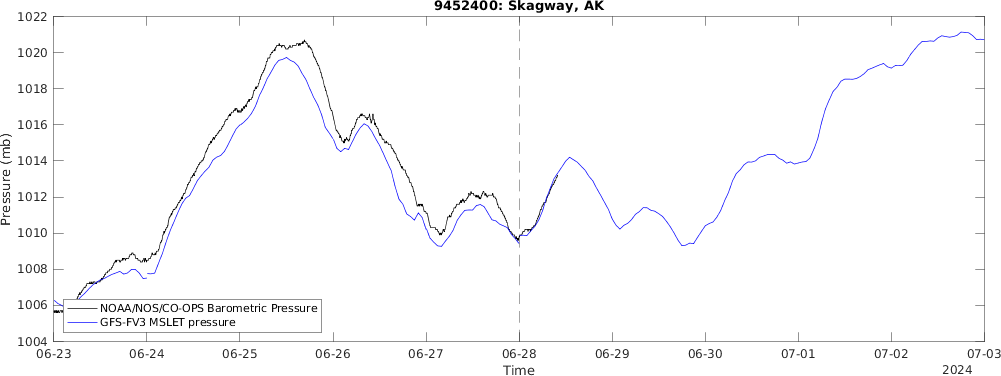 9452400: Skagway, AK
Pressure (mb)
1022
1020
1018
1016
1014
1012
1010
1008
1006
1004
NOAA/NOS/CO-OPS Barometric Pressure
GFS-FV3 MSLET pressure
06-23 06-24 06-25 06-26 06-27 06-28 06-29 06-30 07-01 07-02 07-03
Time
2024